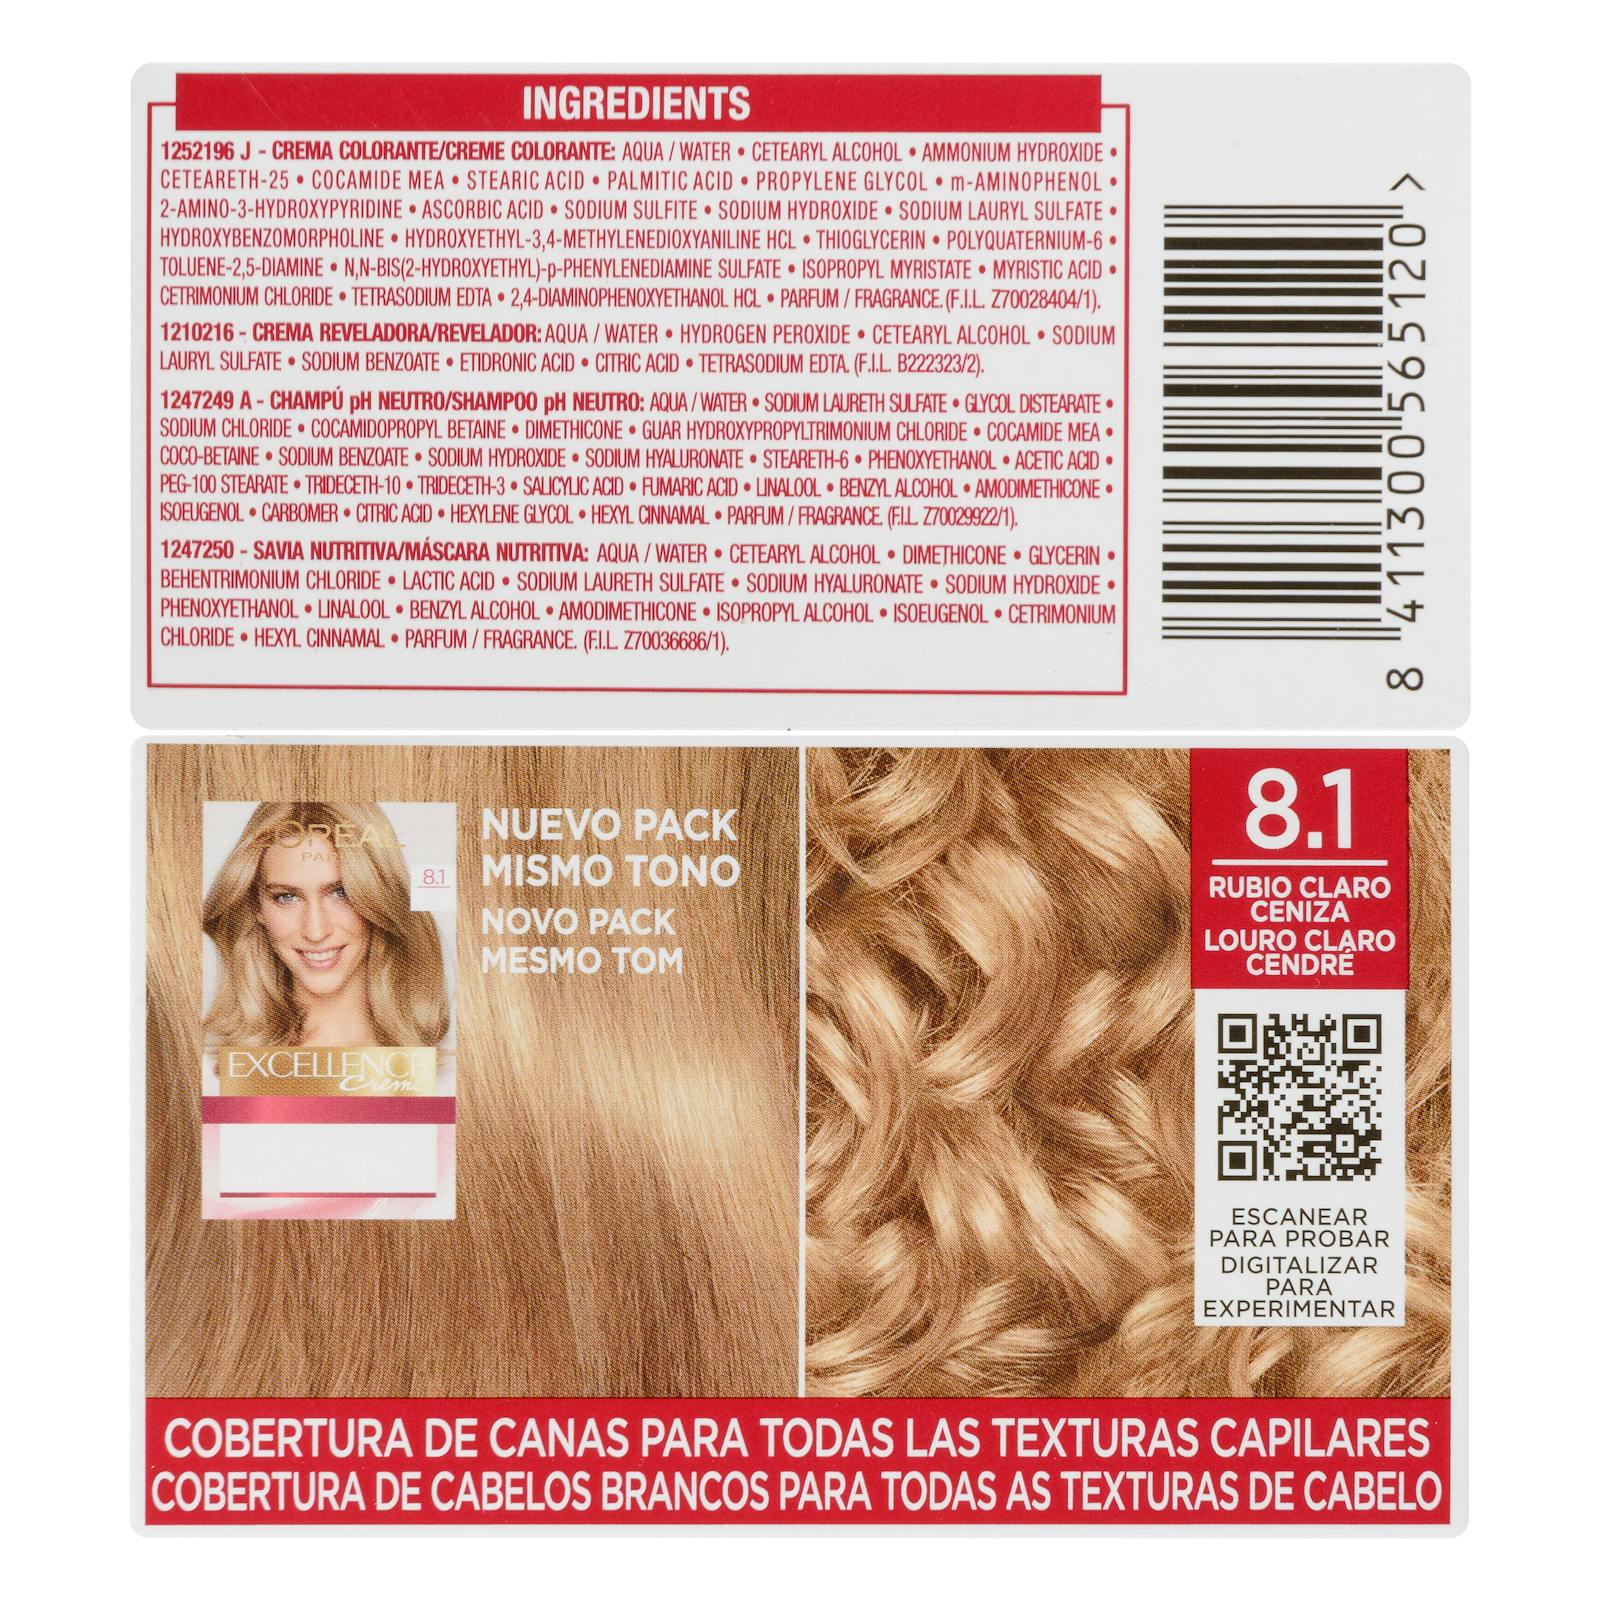 INGREDIENTS
1252196 J - CREMA COLORANTE/CREME COLORANTE: AQUA / WATER • CETEARYL ALCOHOL • AMMONIUM HYDROXIDE •
CETEARETH-25 • COCAMIDE MEA • STEARIC ACID • PALMITIC ACID • PROPYLENE GLYCOL • m-AMINOPHENOL •
2-AMINO-3-HYDROXYPYRIDINE • ASCORBIC ACID • SODIUM SULFITE • SODIUM HYDROXIDE • SODIUM LAURYL SULFATE •
HYDROXYBENZOMORPHOLINE • HYDROXYETHYL-3,4-METHYLENEDIOXYANILINE HCL • THIOGLYCERIN • POLYQUATERNIUM-6 •
TOLUENE-2,5-DIAMINE • N,N-BIS(2-HYDROXYETHYL)-p-PHENYLENEDIAMINE SULFATE • ISOPROPYL MYRISTATE • MYRISTIC ACID •
CETRIMONIUM CHLORIDE • TETRASODIUM EDTA • 2,4-DIAMINOPHENOXYETHANOL HCL • PARFUM / FRAGRANCE. (F.I.L. Z70028404/1).
1210216 - CREMA REVELADORA/REVELADOR: AQUA / WATER • HYDROGEN PEROXIDE • CETEARYL ALCOHOL • SODIUM
LAURYL SULFATE • SODIUM BENZOATE • ETIDRONIC ACID • CITRIC ACID • TETRASODIUM EDTA. (F.I.L. B222323/2).
1247249 A - CHAMPÚ pH NEUTRO/SHAMPOO pH NEUTRO: AQUA / WATER • SODIUM LAURETH SULFATE • GLYCOL DISTEARATE •
SODIUM CHLORIDE • COCAMIDOPROPYL BETAINE • DIMETHICONE • GUAR HYDROXYPROPYLTRIMONIUM CHLORIDE • COCAMIDE MEA •
COCO-BETAINE • SODIUM BENZOATE • SODIUM HYDROXIDE • SODIUM HYALURONATE • STEARETH-6 • PHENOXYETHANOL • ACETIC ACID •
PEG-100 STEARATE • TRIDECETH-10 • TRIDECETH-3 • SALICYLIC ACID • FUMARIC ACID • LINALOOL • BENZYL ALCOHOL • AMODIMETHICONE •
ISOEUGENOL • CARBOMER • CITRIC ACID • HEXYLENE GLYCOL • HEXYL CINNAMAL • PARFUM / FRAGRANCE. (F.I.L. Z70029922/1).
1247250 - SAVIA NUTRITIVA/MÁSCARA NUTRITIVA: AQUA / WATER • CETEARYL ALCOHOL • DIMETHICONE • GLYCERIN •
BEHENTRIMONIUM CHLORIDE • LACTIC ACID • SODIUM LAURETH SULFATE • SODIUM HYALURONATE • SODIUM HYDROXIDE •
PHENOXYETHANOL • LINALOOL • BENZYL ALCOHOL • AMODIMETHICONE • ISOPROPYL ALCOHOL • ISOEUGENOL • CETRIMONIUM
CHLORIDE • HEXYL CINNAMAL • PARFUM / FRAGRANCE. (F.I.L. Z70036686/1).
8 411300 565120 >
L'ORÉAL
PARIS
8.1
EXCELLENCE
Creme
NUEVO PACK
MISMO TONO
NOVO PACK
MESMO TOM
8.1
RUBIO CLARO
CENIZA
LOURO CLARO
CENDRÉ
ESCANEAR
PARA PROBAR
DIGITALIZAR
PARA
EXPERIMENTAR
COBERTURA DE CANAS PARA TODAS LAS TEXTURAS CAPILARES
COBERTURA DE CABELOS BRANCOS PARA TODAS AS TEXTURAS DE CABELO